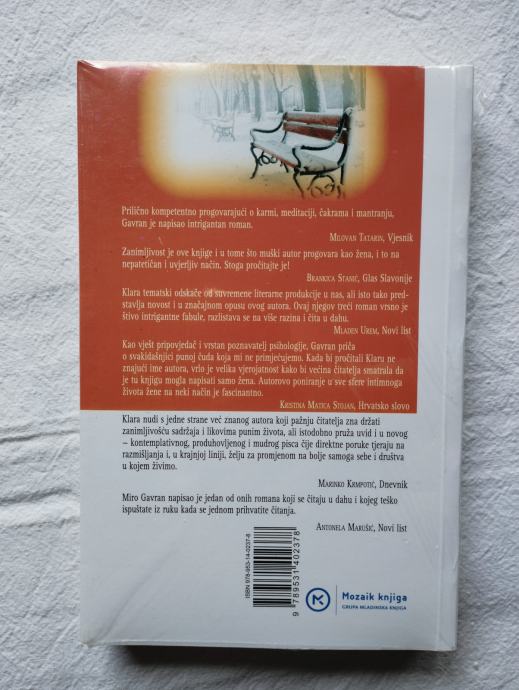 Prilično kompetentno progovarajući o karmi, meditaciji, čakrama i mantranju,
Gavran je napisao intrigantan roman.
Milovan Tatarin, Vjesnik
Zanimljivost je ove knjige i u tome što muški autor progovara kao žena, i to na
nepatetičan i uvjerljiv način. Stoga pročitajte je!
Brankica Stanić, Glas Slavonije
Klara tematski odskače od suvremene literarne produkcije u nas, ali isto tako pred-
stavlja novost i u značajnom opusu ovog autora. Ovaj njegov treći roman vrsno je
štivo intrigantne fabule, razlistava se na više razina i čita u dahu.
Mladen Urem, Novi list
Kao vješt pripovjedač i vrstan poznavatelj psihologije, Gavran priča
o svakidašnjici punoj čuda koja mi ne primjećujemo. Kada bi pročitali Klaru ne
znajući ime autora, vrlo je velika vjerojatnost kako bi većina čitatelja smatrala da
je tu knjigu mogla napisati samo žena. Autorovo poniranje u sve sfere intimnoga
života žene na neki način je fascinantno.
Kristina Matica Stojan, Hrvatsko slovo
Klara nudi s jedne strane već znanog autora koji pažnju čitatelja zna držati
zanimljivošću sadržaja i likovima punim života, ali istodobno pruža uvid i u novog
– kontemplativnog, produhovljenog i mudrog pisca čije direktne poruke tjeraju na
razmišljanja i, u krajnjoj liniji, želju za promjenom na bolje samoga sebe i društva
u kojem živimo.
Marinko Krmpotić, Dnevnik
Miro Gavran napisao je jedan od onih romana koji se čitaju u dahu i kojeg teško
ispuštate iz ruku kada se jednom prihvatite čitanja.
Antonela Marušić, Novi list
ISBN 978-953-14-0237-8
9 789531 402378
Mozaik knjiga
GRUPA MLADINSKA KNJIGA